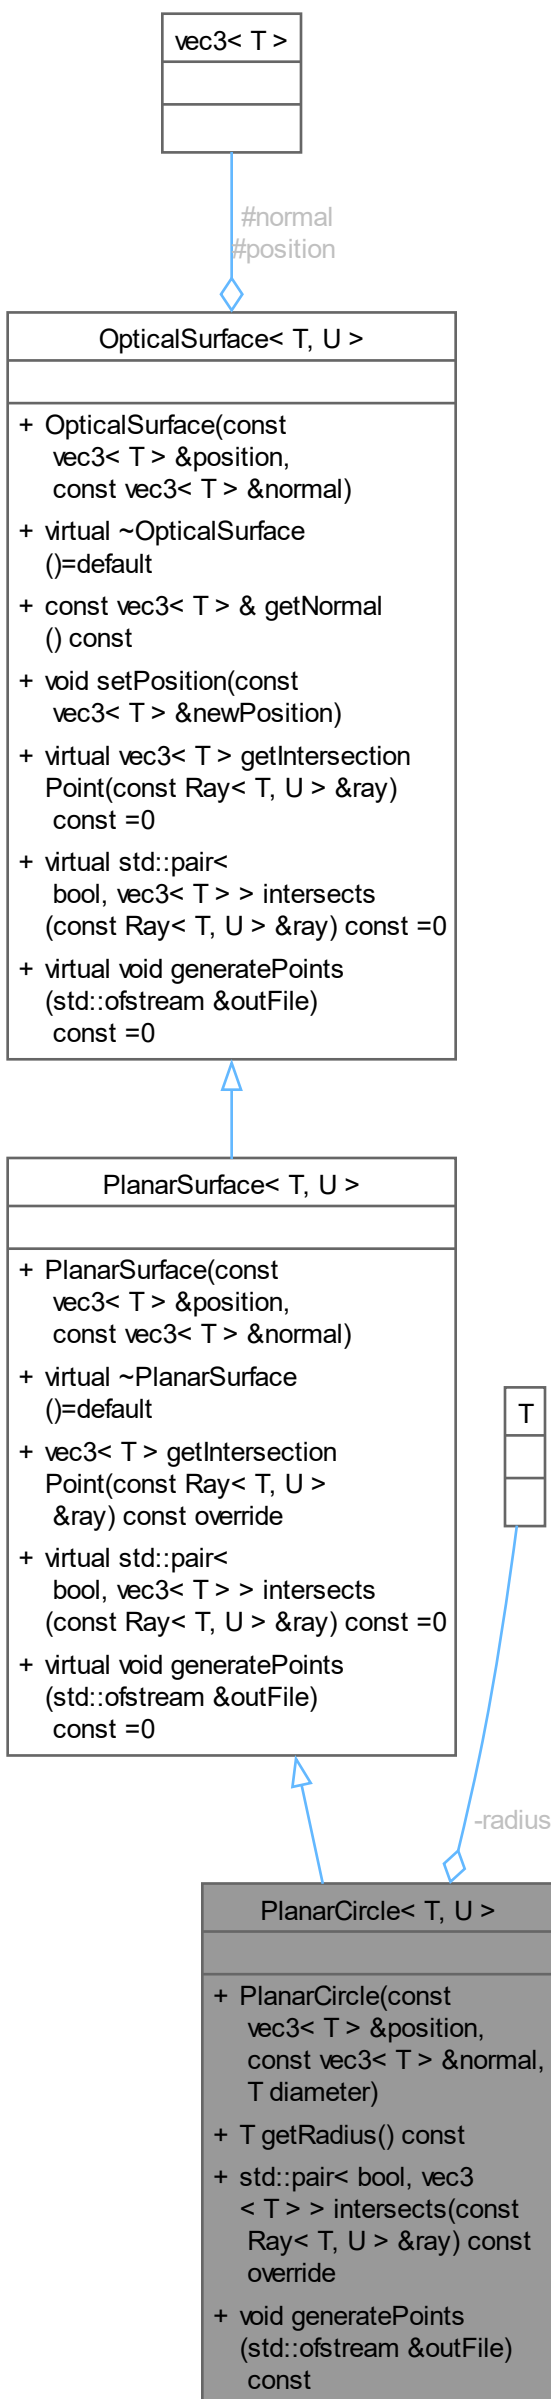 vec3< T >
#normal
#position
OpticalSurface< T, U >
+ OpticalSurface(const
vec3< T > &position,
const vec3< T > &normal)
+ virtual ~OpticalSurface
()=default
+ const vec3< T > & getNormal
() const
+ void setPosition(const
vec3< T > &newPosition)
+ virtual vec3< T > getIntersection
Point(const Ray< T, U > &ray)
const =0
+ virtual std::pair<
bool, vec3< T > > intersects
(const Ray< T, U > &ray) const =0
+ virtual void generatePoints
(std::ofstream &outFile)
const =0
PlanarSurface< T, U >
+ PlanarSurface(const
vec3< T > &position,
const vec3< T > &normal)
+ virtual ~PlanarSurface
()=default
+ vec3< T > getIntersection
Point(const Ray< T, U >
&ray) const override
+ virtual std::pair<
bool, vec3< T > > intersects
(const Ray< T, U > &ray) const =0
+ virtual void generatePoints
(std::ofstream &outFile)
const =0
T
-radius
PlanarCircle< T, U >
+ PlanarCircle(const
vec3< T > &position,
const vec3< T > &normal,
T diameter)
+ T getRadius() const
+ std::pair< bool, vec3
< T > > intersects(const
Ray< T, U > &ray) const
override
+ void generatePoints
(std::ofstream &outFile)
const